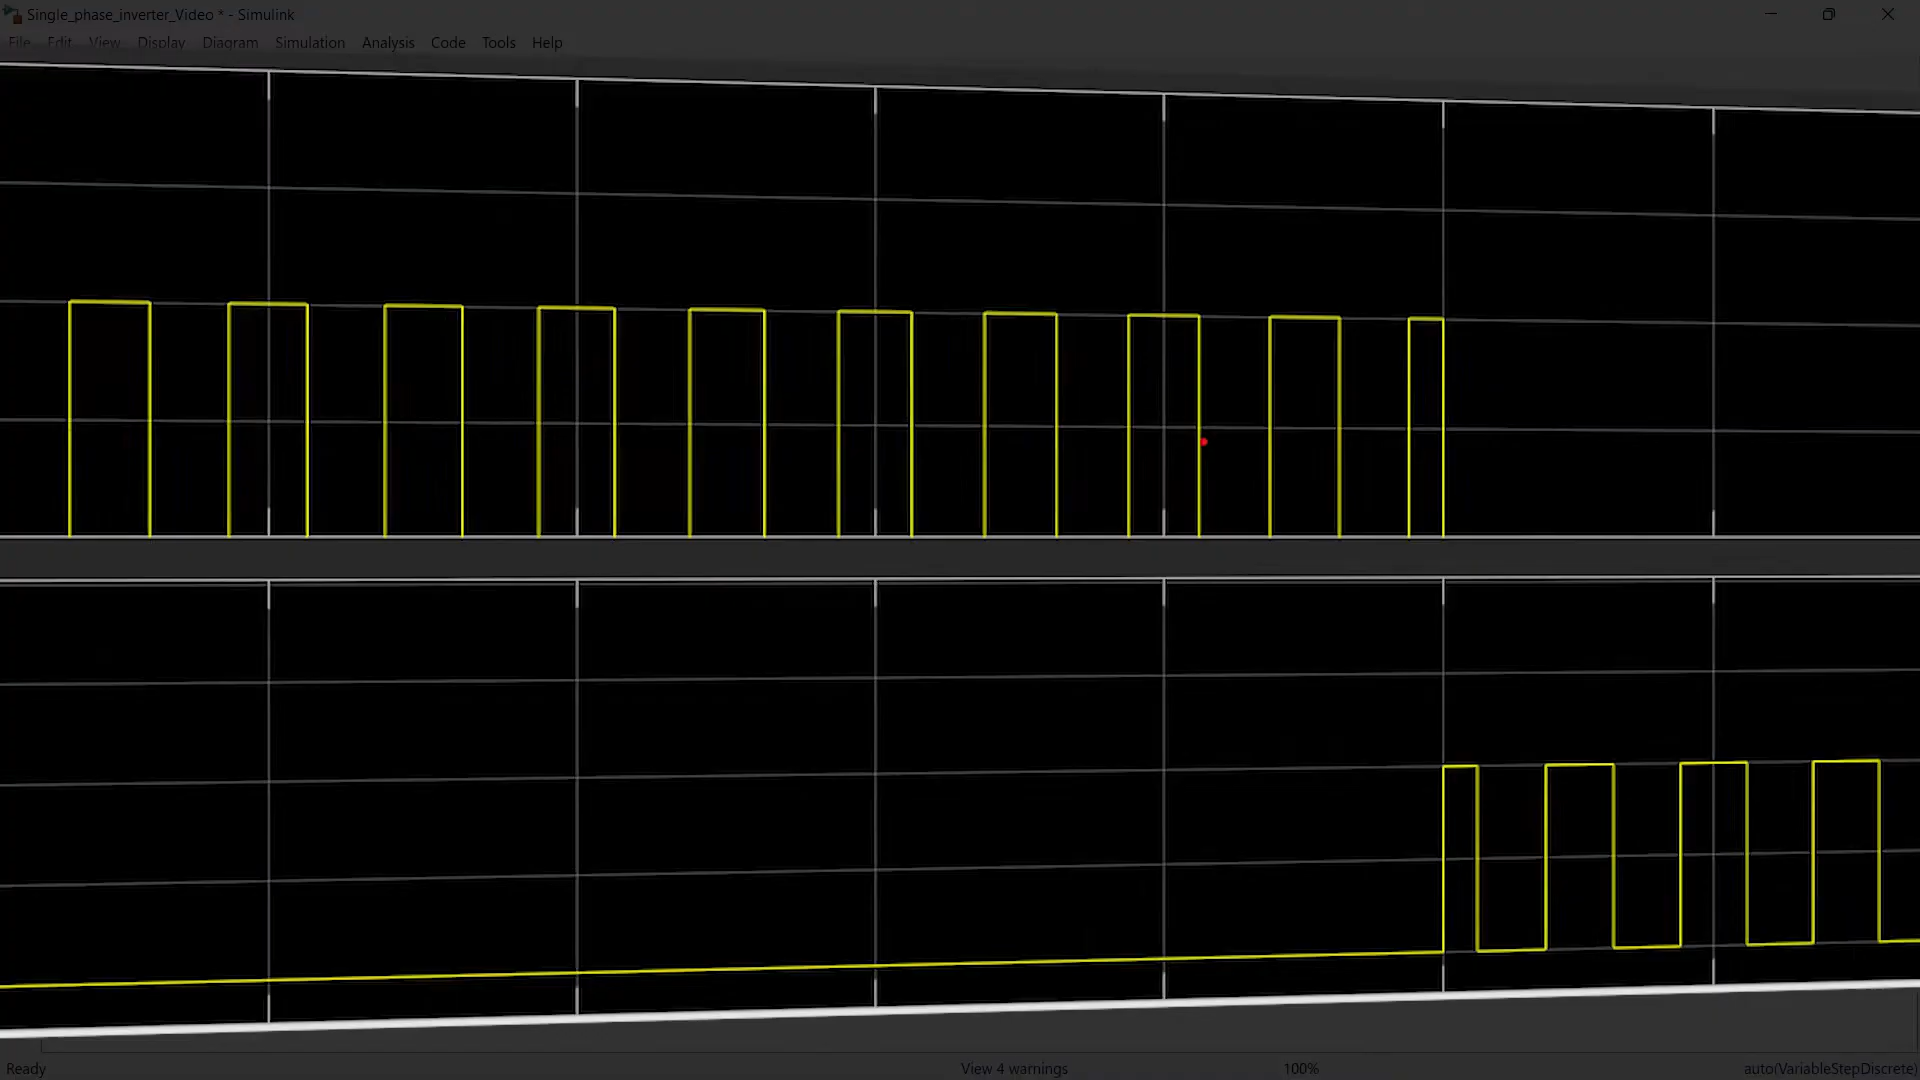 Single_phase_inverter_Video * - Simulink
File Edit View Display Diagram Simulation Analysis Code Tools Help
Ready View 4 warnings 100% auto(VariableStepDiscrete)